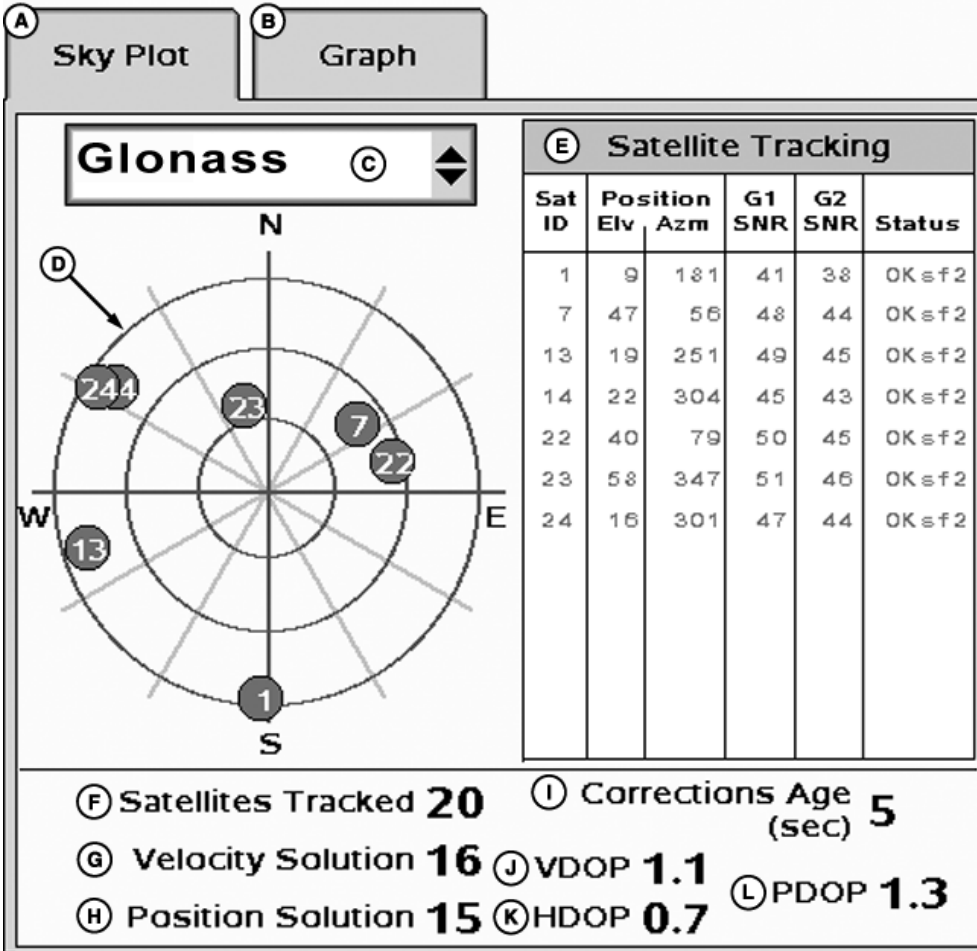 A
B
Sky Plot
Graph
Glonass
C
E Satellite Tracking
Sat ID
Position
Elv
Azm
G1 SNR
G2 SNR
Status
1 9 181 41 38 OKsf2
7 47 56 48 44 OKsf2
13 19 251 49 45 OKsf2
14 22 304 45 43 OKsf2
22 40 79 50 45 OKsf2
23 58 347 51 46 OKsf2
24 16 301 47 44 OKsf2
N
D
244
23
7
22
W
E
13
1
S
F Satellites Tracked 20
I Corrections Age (sec) 5
G Velocity Solution 16
J VDOP 1.1
L PDOP 1.3
H Position Solution 15
K HDOP 0.7